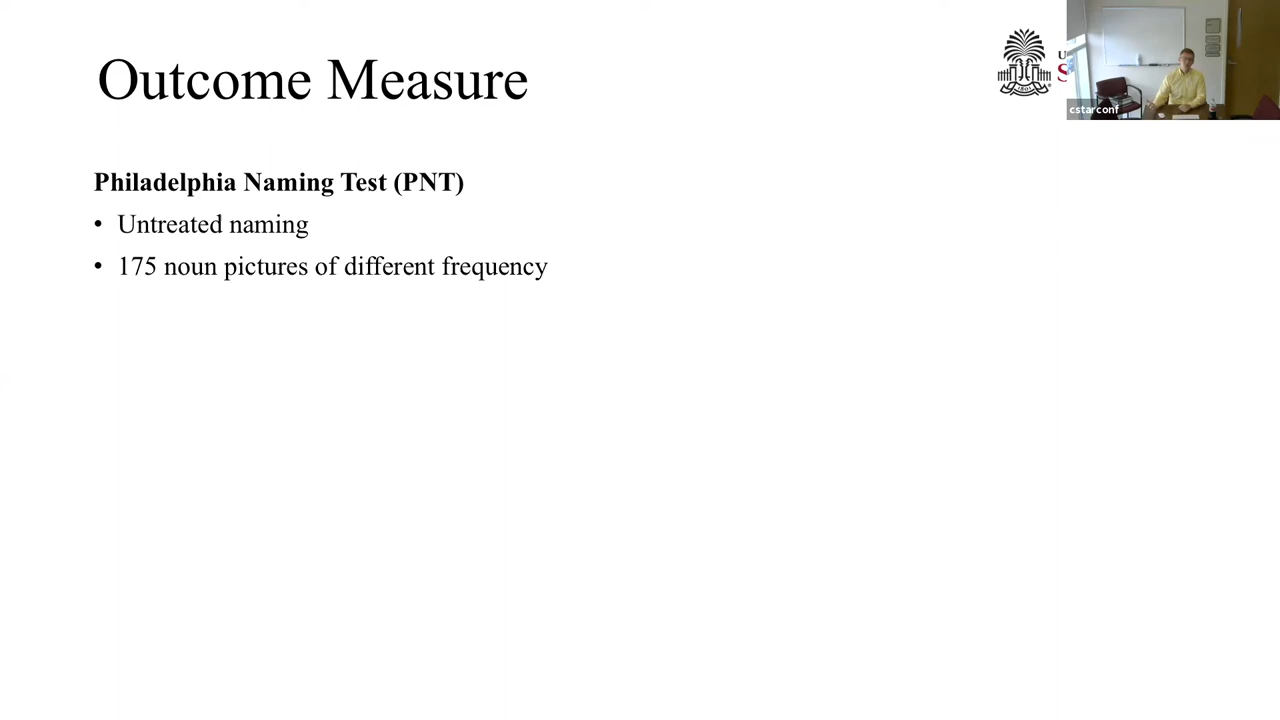 Outcome Measure
U
S
cstarconf
Philadelphia Naming Test (PNT)
• Untreated naming
• 175 noun pictures of different frequency